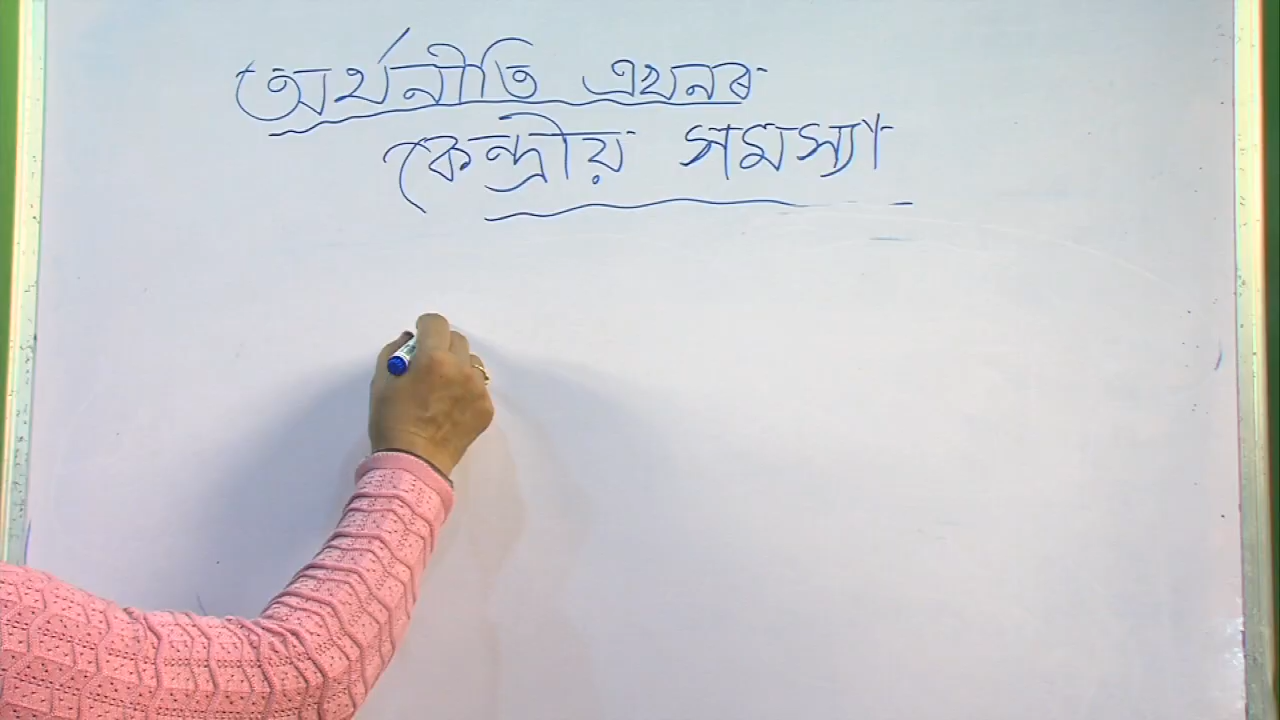 অৰ্থনীতি এখনৰ
কেন্দ্ৰীয় সমস্যা